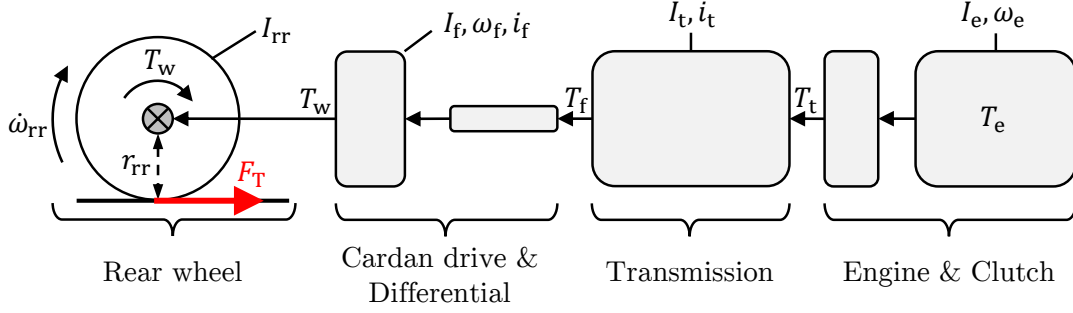 I_rr
I_f, ω_f, i_f
I_t, i_t
I_e, ω_e
T_w
T_w
T_f
T_t
T_e
ω̇_rr
r_rr
F_T
Rear wheel
Cardan drive &
Differential
Transmission
Engine & Clutch